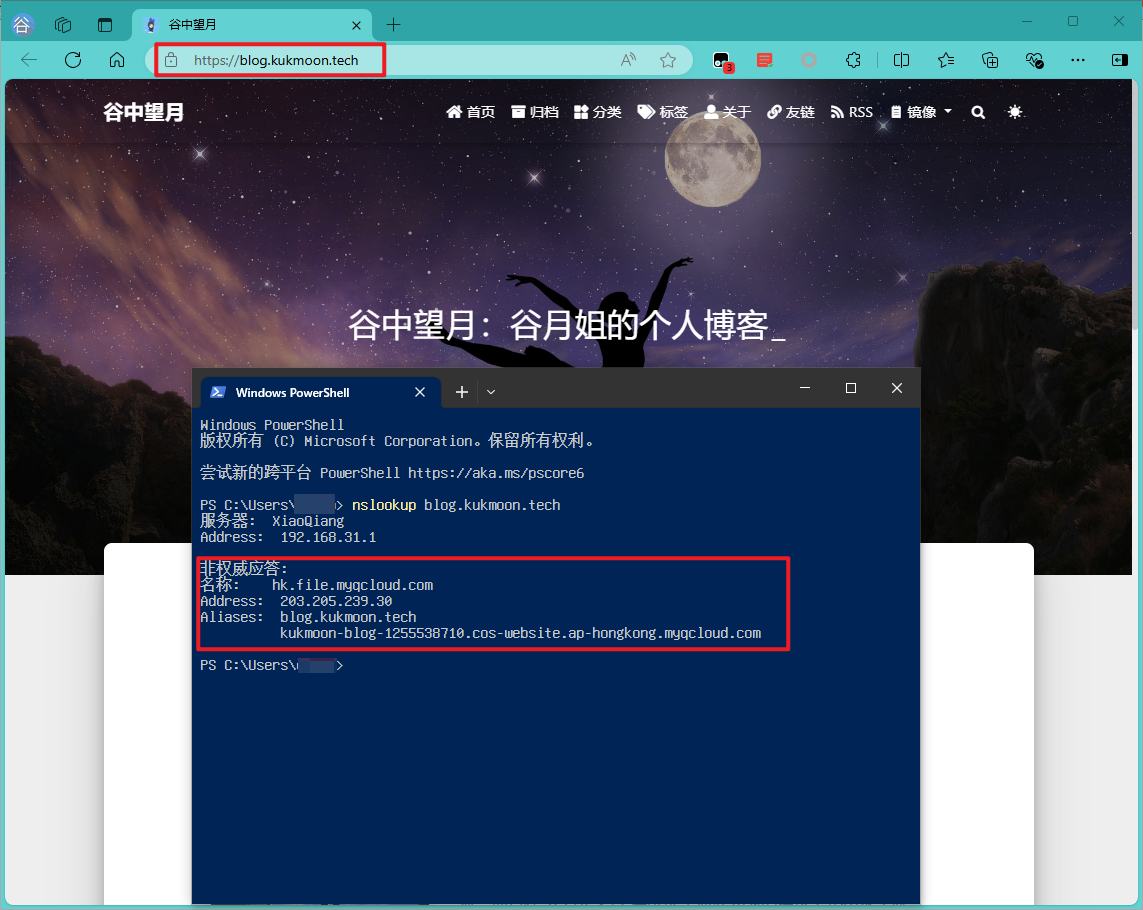 谷
谷中望月
https://blog.kukmoon.tech
A
3
谷中望月
首页 归档 分类 标签 关于 友链 RSS 镜像
谷中望月：谷月姐的个人博客_
Windows PowerShell
Windows PowerShell
版权所有 (C) Microsoft Corporation。保留所有权利。
尝试新的跨平台 PowerShell https://aka.ms/pscore6
PS C:\Users\ > nslookup blog.kukmoon.tech
服务器:  XiaoQiang
Address:  192.168.31.1
非权威应答:
名称:    hk.file.myqcloud.com
Address:  203.205.239.30
Aliases:  blog.kukmoon.tech
kukmoon-blog-1255538710.cos-website.ap-hongkong.myqcloud.com
PS C:\Users\ >